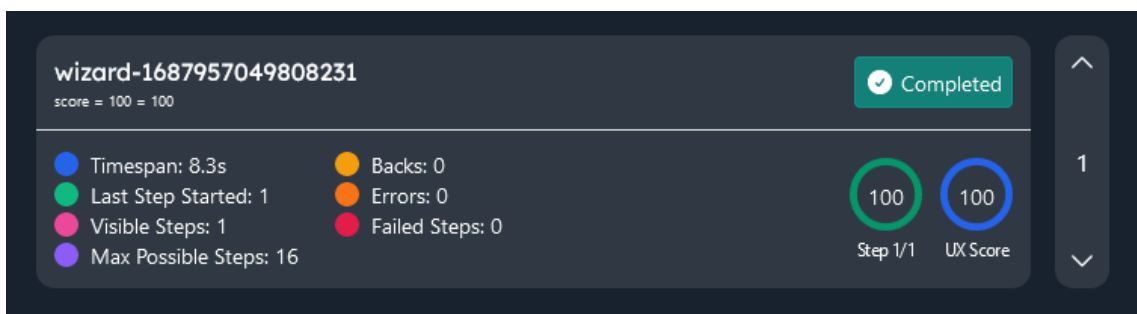 wizard-1687957049808231
score = 100 = 100
Completed
Timespan: 8.3s
Last Step Started: 1
Visible Steps: 1
Max Possible Steps: 16
Backs: 0
Errors: 0
Failed Steps: 0
100
Step 1/1
100
UX Score
1